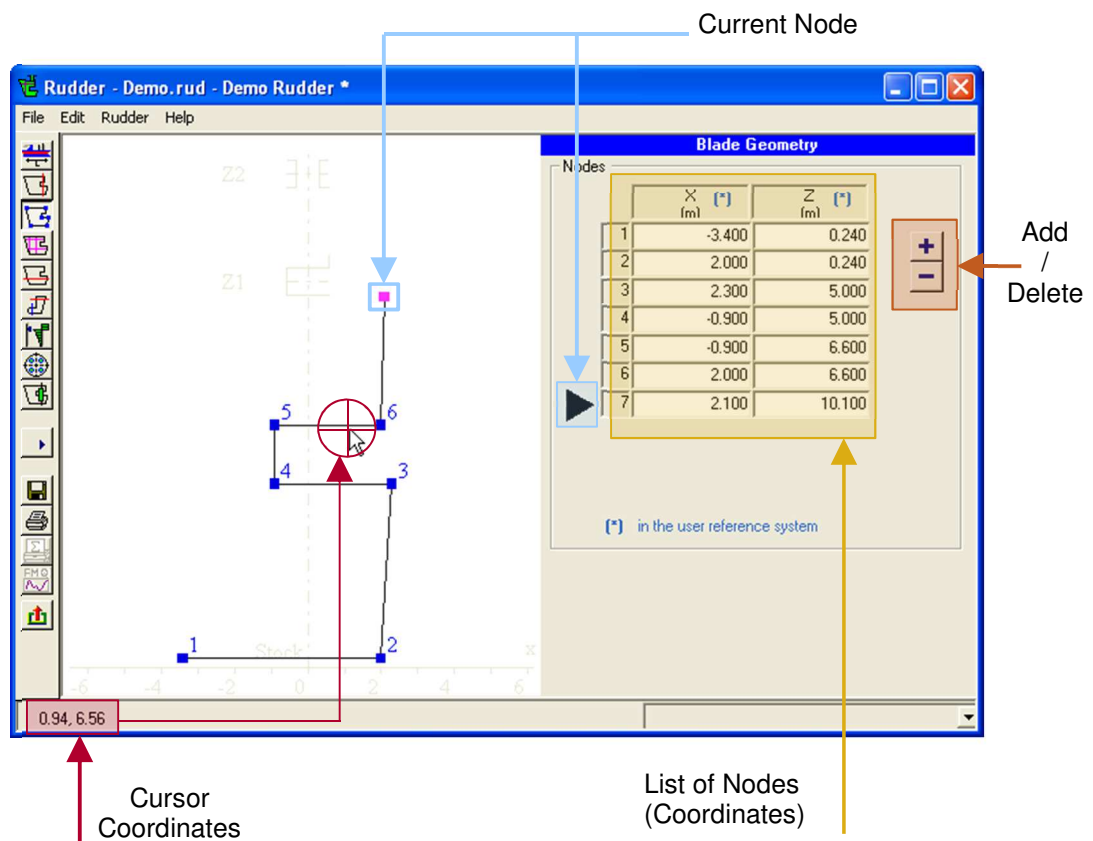 Current Node
Rudder - Demo.rud - Demo Rudder *
File Edit Rudder Help
Blade Geometry
Nodes
X (*) Z (*)
(m) (m)
1 -3.400 0.240
2 2.000 0.240
3 2.300 5.000
4 -0.900 5.000
5 -0.900 6.600
6 2.000 6.600
7 2.100 10.100
(*) in the user reference system
+
-
Add
/
Delete
Z2
Z1
5 6
4 3
1 2
Stock x
-6 -4 -2 0 2 4 6
FMQ
0.94, 6.56
Cursor
Coordinates
List of Nodes
(Coordinates)